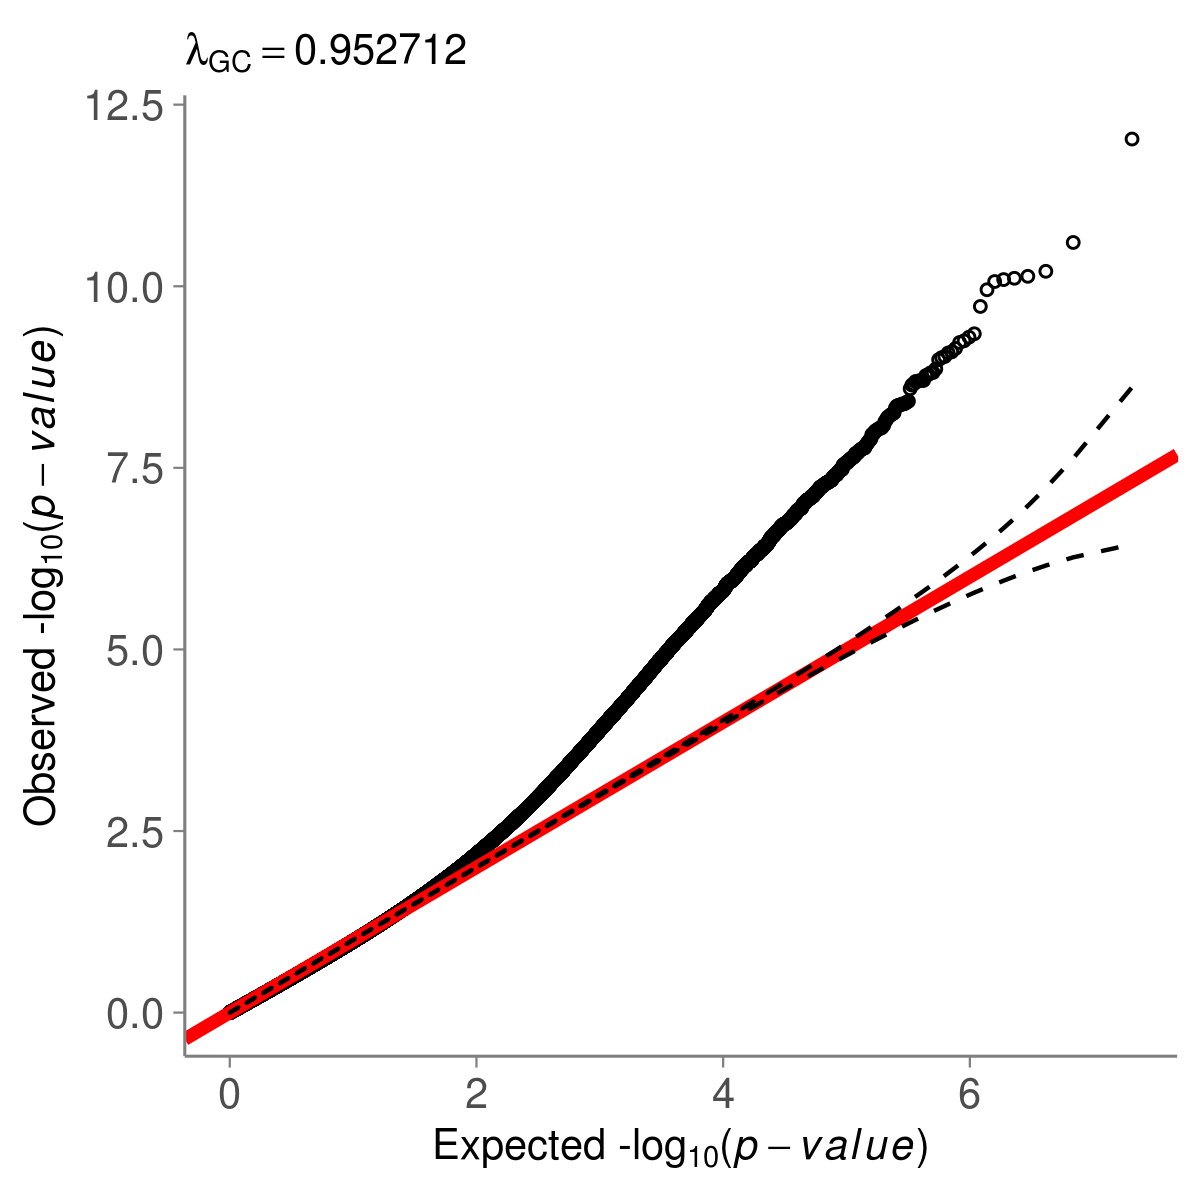 λGC = 0.952712
12.5
10.0
7.5
5.0
2.5
0.0
Observed -log10(p − value)
0 2 4 6
Expected -log10(p − value)